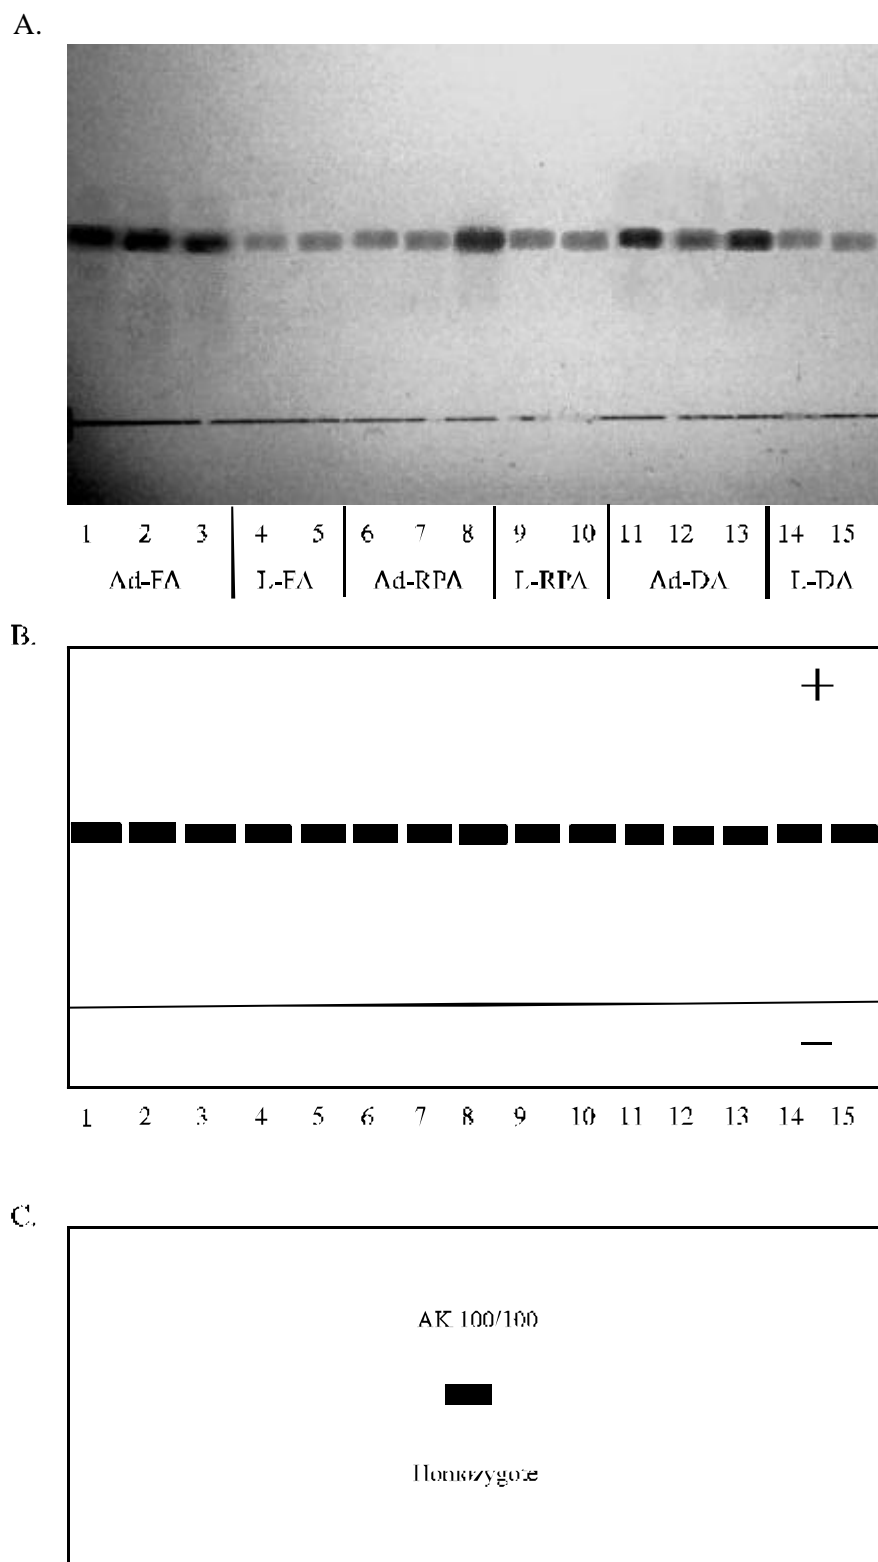 A.
1 2 3 4 5 6 7 8 9 10 11 12 13 14 15
Ad-FA L-FA Ad-RPA L-RPA Ad-DA L-DA
B.
+
−
1 2 3 4 5 6 7 8 9 10 11 12 13 14 15
C.
AK 100/100
Homozygote